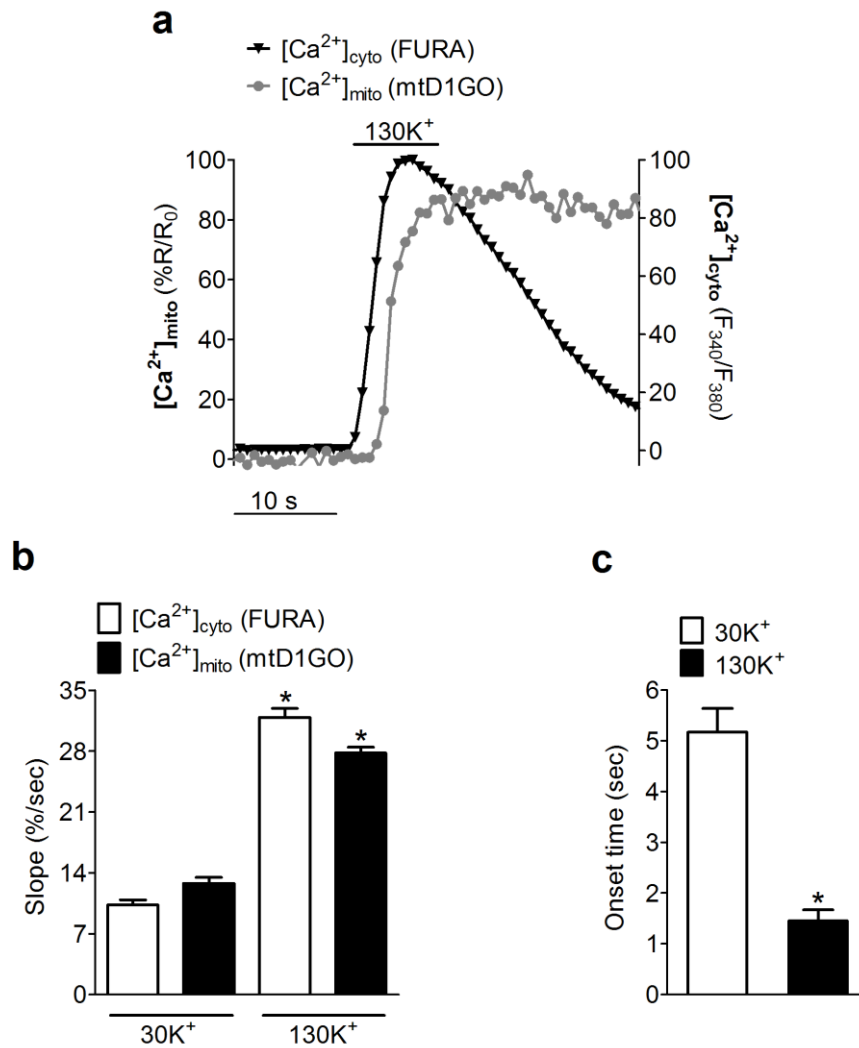 a
[Ca²⁺]cyto (FURA)
[Ca²⁺]mito (mtD1GO)
130K⁺
[Ca²⁺]mito (%R/R₀)
100
80
60
40
20
0
100
80
60
40
20
0
[Ca²⁺]cyto (F₃₄₀/F₃₈₀)
10 s
b
[Ca²⁺]cyto (FURA)
[Ca²⁺]mito (mtD1GO)
Slope (%/sec)
35
28
21
14
7
0
*
*
30K⁺ 130K⁺
c
30K⁺
130K⁺
Onset time (sec)
6
5
4
3
2
1
0
*